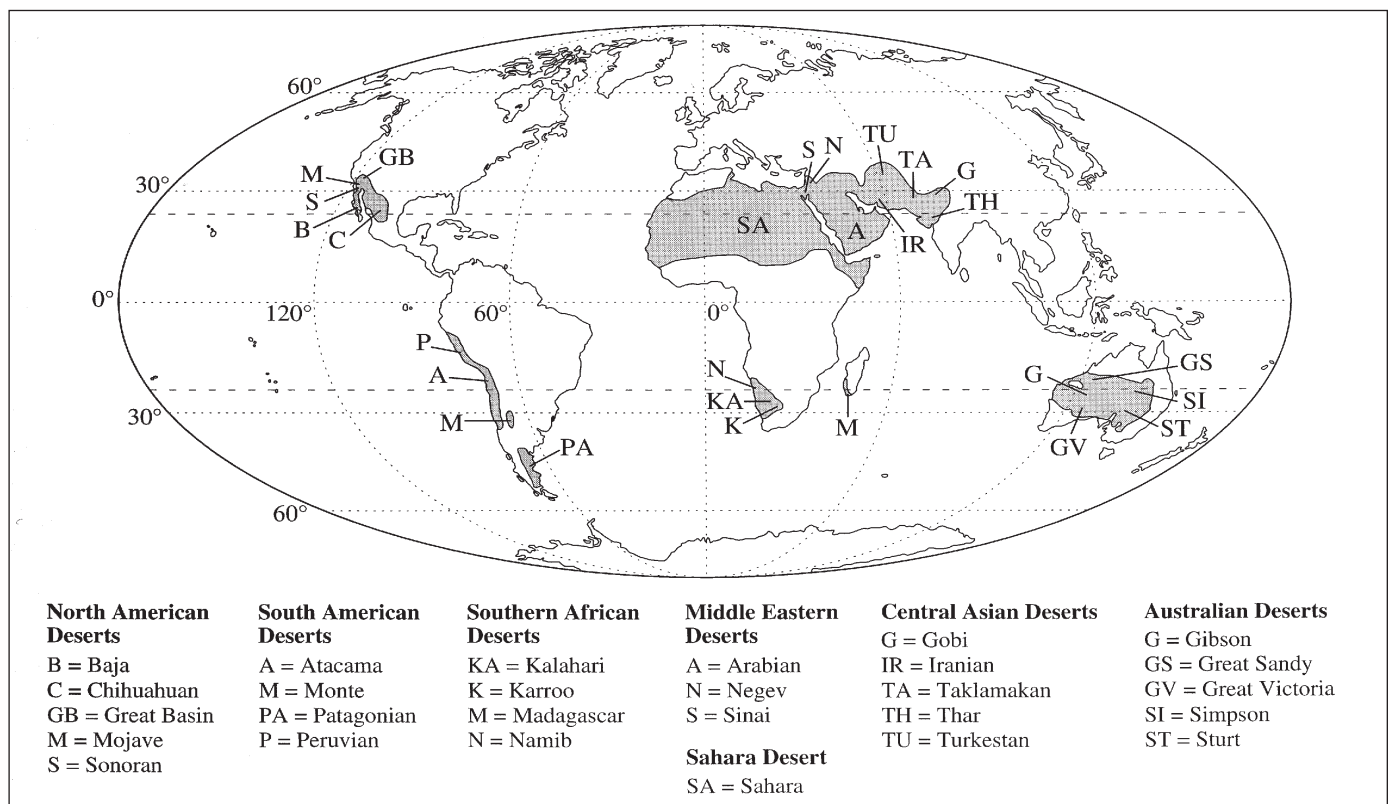 60°
GB
M
30°
S
B
C
S
N
TU
TA
G
TH
SA
A
IR
0°
120°
60°
0°
P
A
M
PA
30°
60°
N
KA
K
M
G
GS
SI
ST
GV
North American
Deserts
B = Baja
C = Chihuahuan
GB = Great Basin
M = Mojave
S = Sonoran
South American
Deserts
A = Atacama
M = Monte
PA = Patagonian
P = Peruvian
Southern African
Deserts
KA = Kalahari
K = Karroo
M = Madagascar
N = Namib
Middle Eastern
Deserts
A = Arabian
N = Negev
S = Sinai
Sahara Desert
SA = Sahara
Central Asian Deserts
G = Gobi
IR = Iranian
TA = Taklamakan
TH = Thar
TU = Turkestan
Australian Deserts
G = Gibson
GS = Great Sandy
GV = Great Victoria
SI = Simpson
ST = Sturt